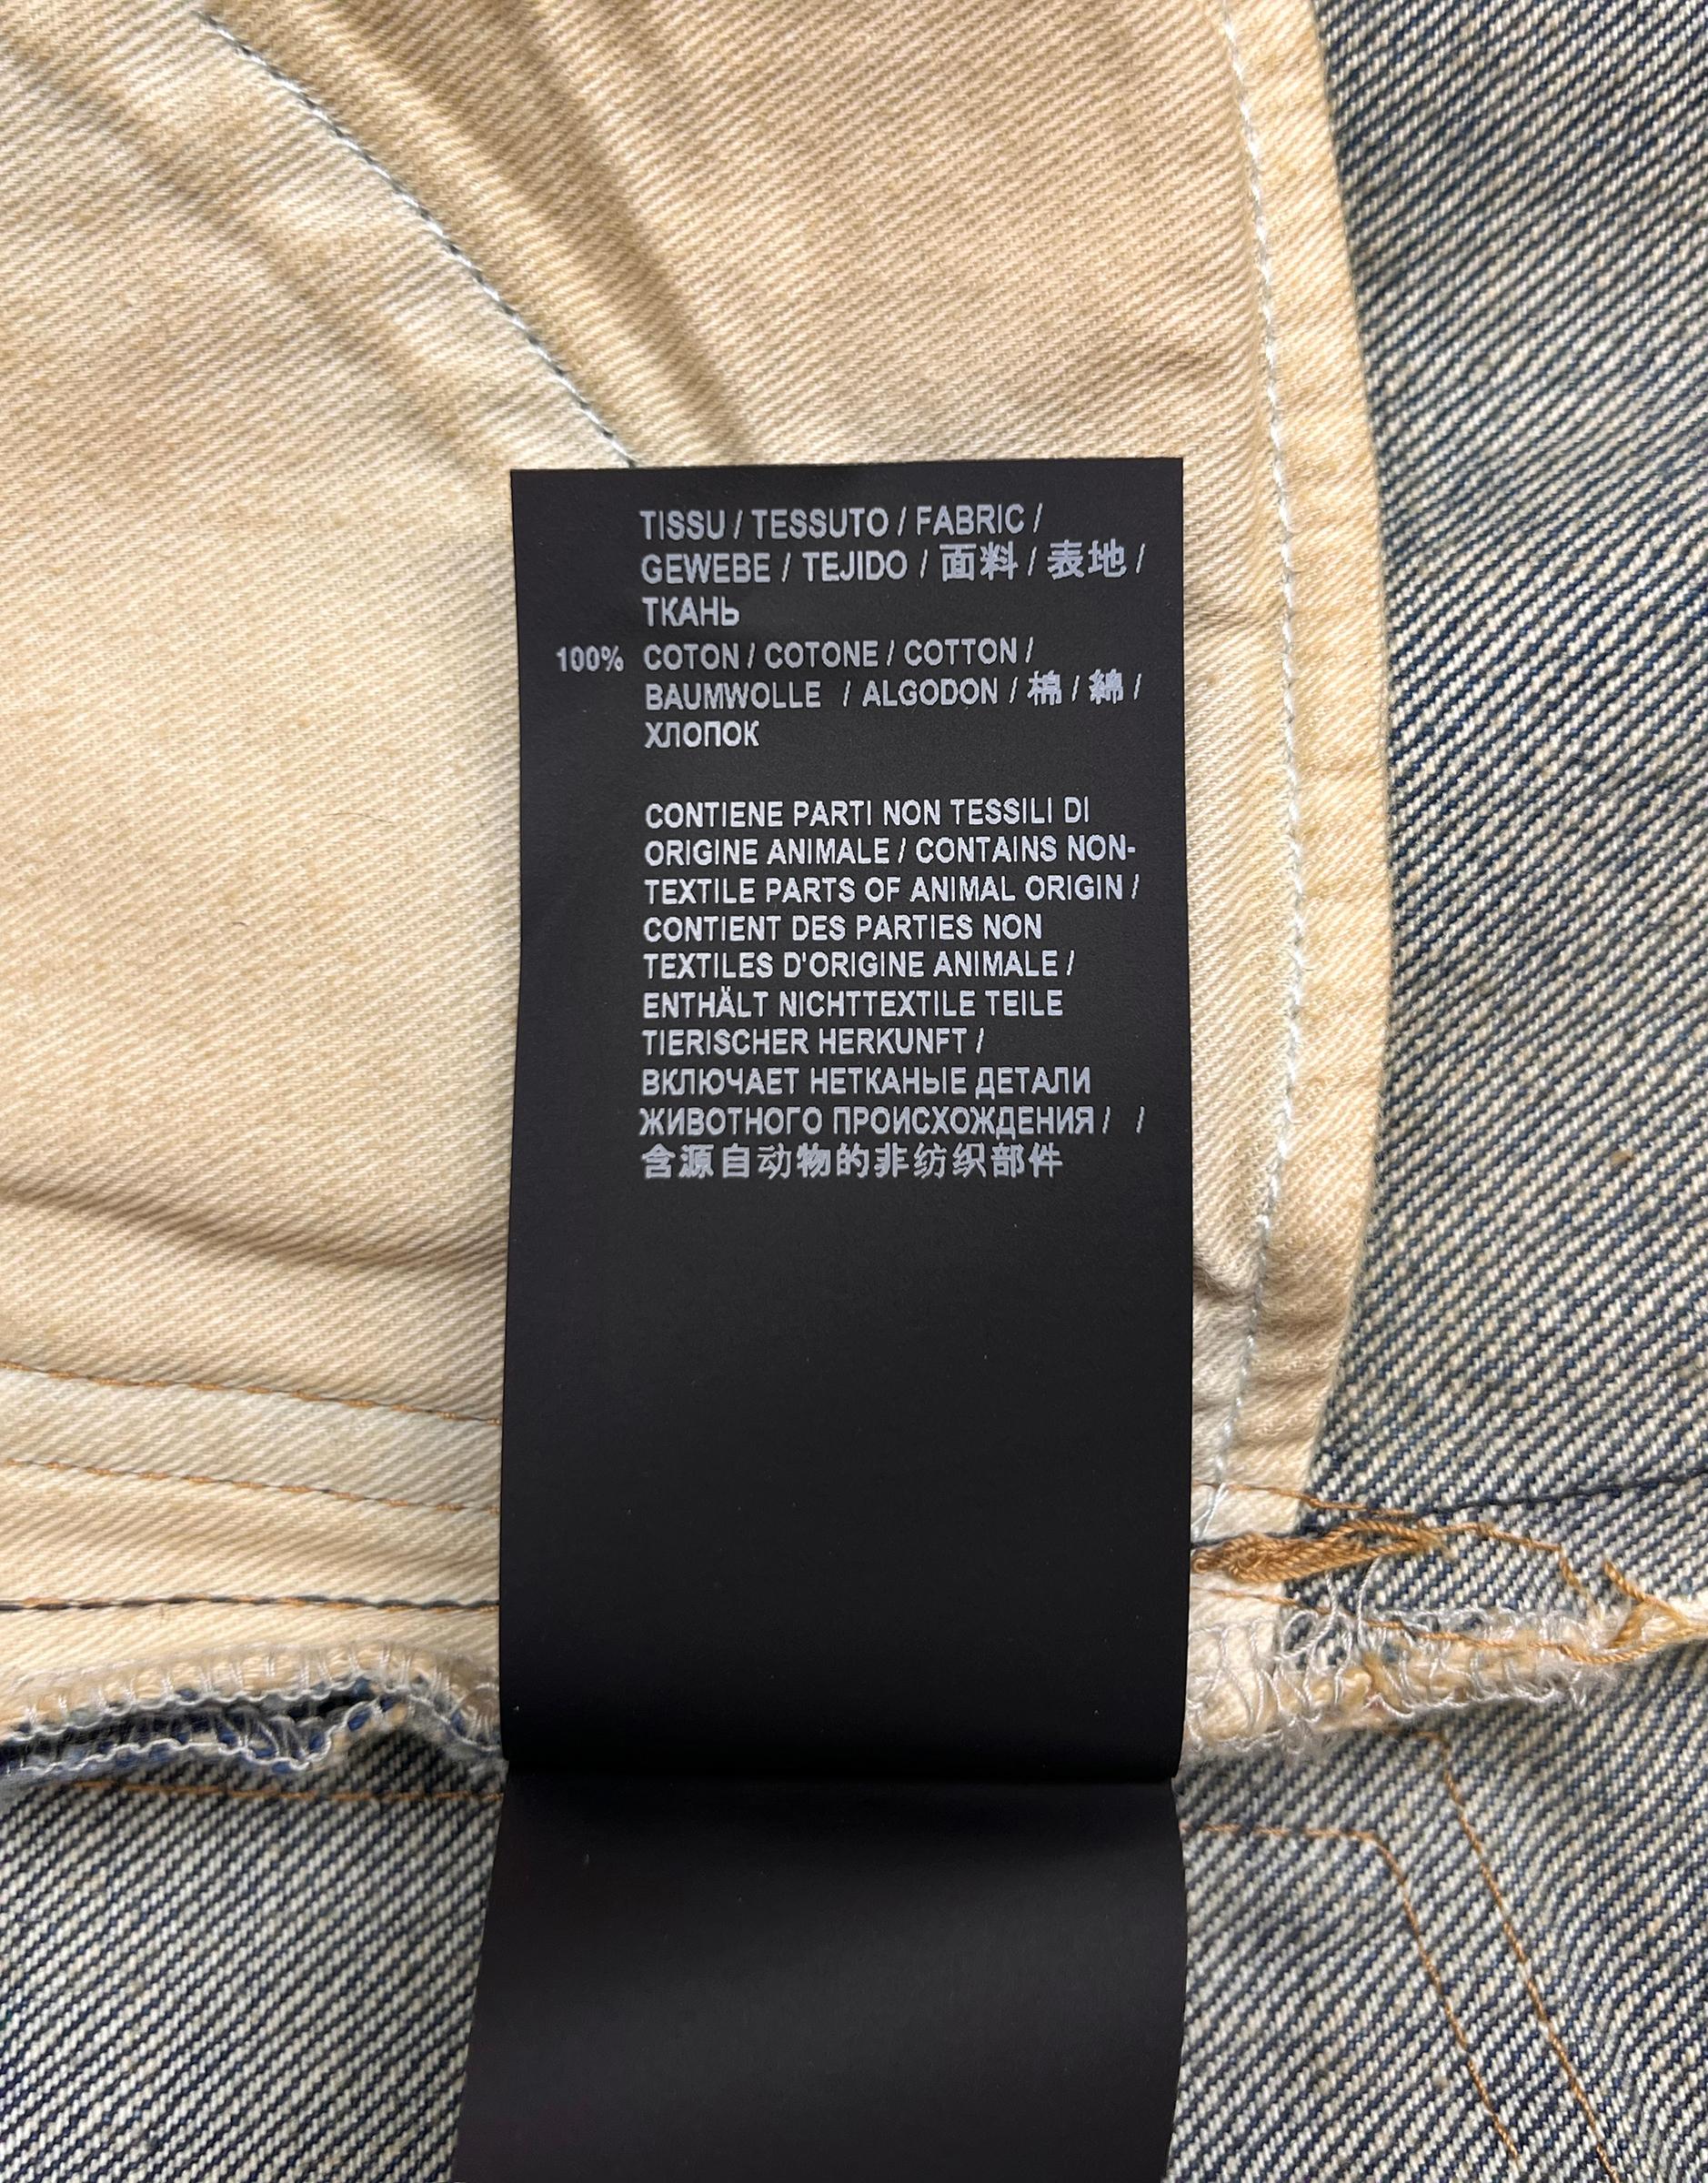 TISSU / TESSUTO / FABRIC /
GEWEBE / TEJIDO / 面料 / 表地 /
ТКАНЬ
100% COTON / COTONE / COTTON /
BAUMWOLLE / ALGODON / 棉 / 綿 /
ХЛОПОК
CONTIENE PARTI NON TESSILI DI
ORIGINE ANIMALE / CONTAINS NON-
TEXTILE PARTS OF ANIMAL ORIGIN /
CONTIENT DES PARTIES NON
TEXTILES D'ORIGINE ANIMALE /
ENTHÄLT NICHTTEXTILE TEILE
TIERISCHER HERKUNFT /
ВКЛЮЧАЕТ НЕТКАНЫЕ ДЕТАЛИ
ЖИВОТНОГО ПРОИСХОЖДЕНИЯ / /
含源自动物的非纺织部件